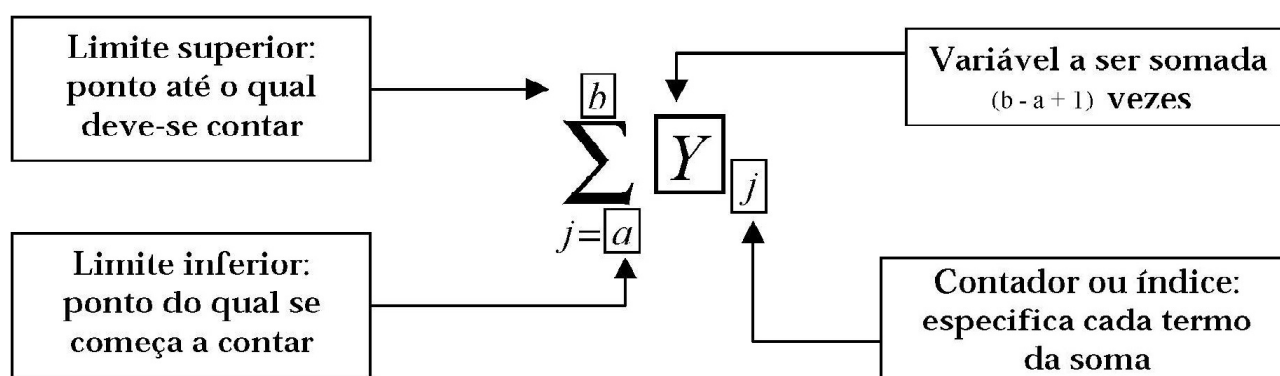 Limite superior:
ponto até o qual
deve-se contar
Variável a ser somada
(b - a + 1) vezes
b
∑ Y j
j=a
Limite inferior:
ponto do qual se
começa a contar
Contador ou índice:
especifica cada termo
da soma